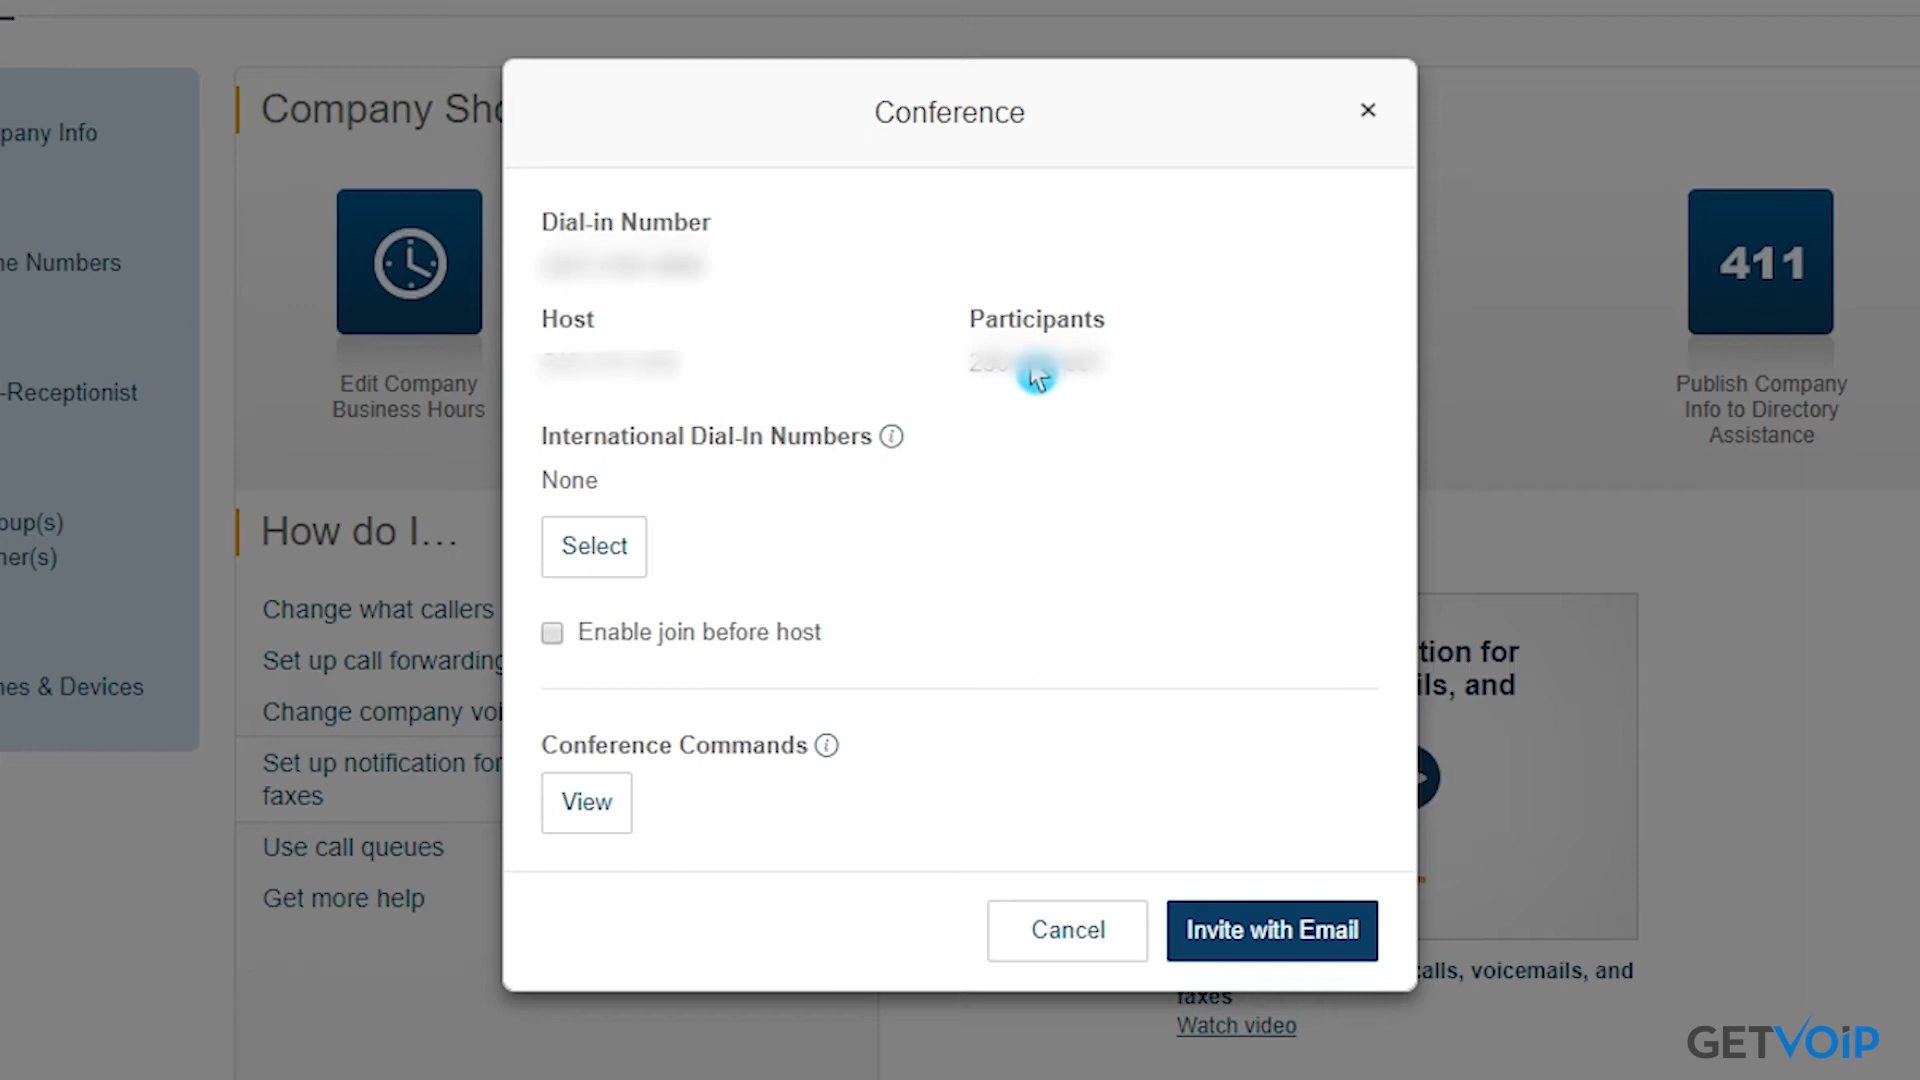 Conference
×
Dial-in Number
Host
Participants
International Dial-In Numbers i
None
Select
Enable join before host
Conference Commands i
View
Cancel
Invite with Email
pany Info
ne Numbers
-Receptionist
oup(s)
ner(s)
nes & Devices
Company Sho
Edit Company
Business Hours
411
Publish Company
Info to Directory
Assistance
How do I...
Change what callers
Set up call forwarding
Change company voi
Set up notification for
faxes
Use call queues
Get more help
tion for
ils, and
calls, voicemails, and
faxes
Watch video
GETVOIP